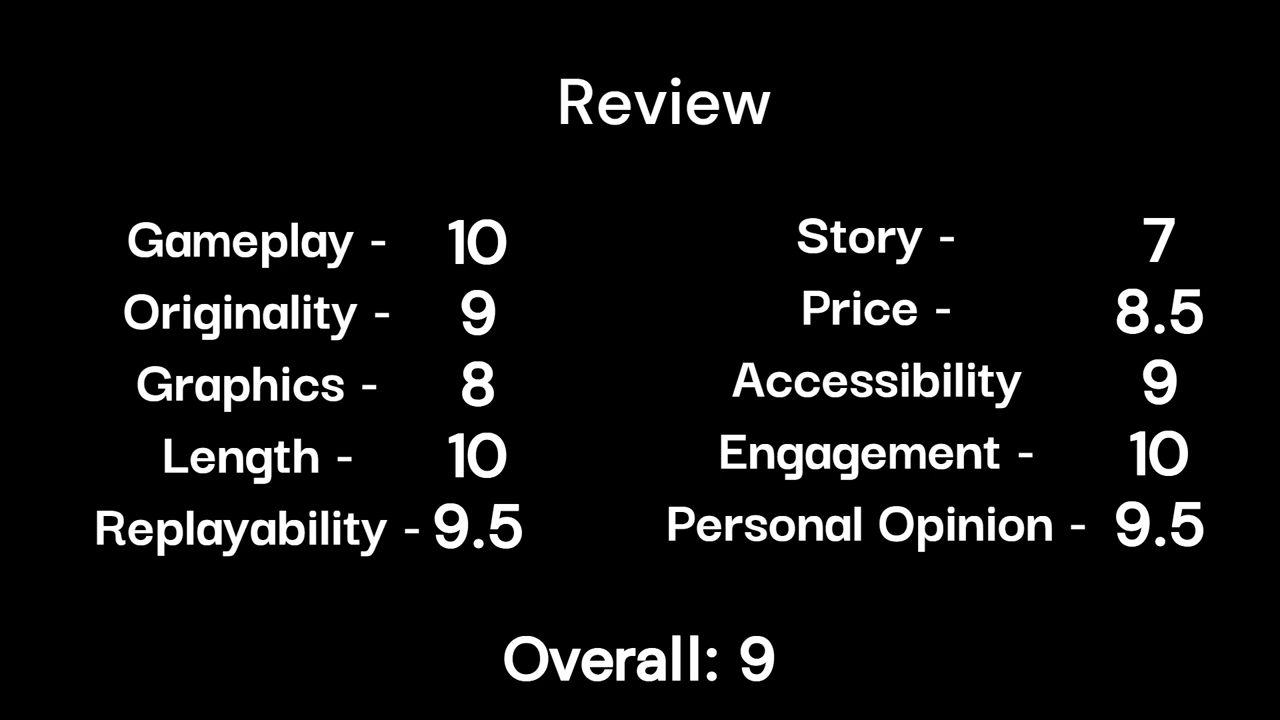 Review
Gameplay - 10
Originality - 9
Graphics - 8
Length - 10
Replayability - 9.5
Story - 7
Price - 8.5
Accessibility 9
Engagement - 10
Personal Opinion - 9.5
Overall: 9